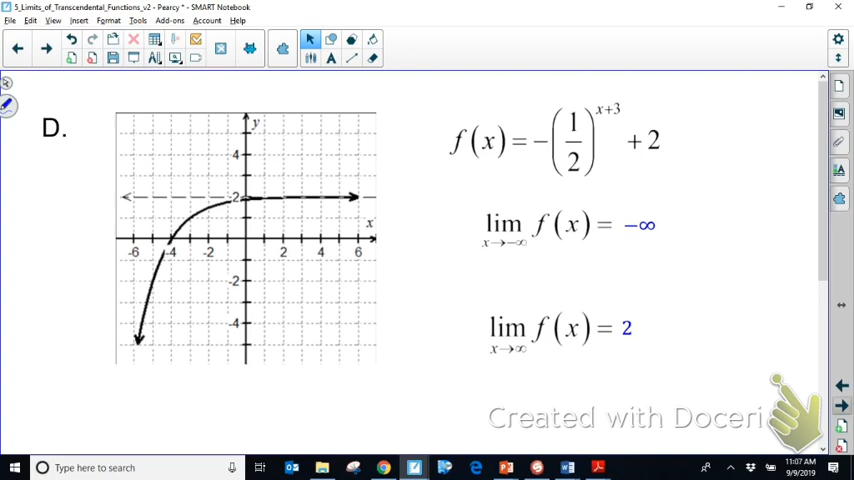 5_Limits_of_Transcendental_Functions_v2 - Pearcy * - SMART Notebook
File Edit View Insert Format Tools Add-ons Account Help
D.
y
4
2
x
-6 -4 -2 2 4 6
-2
-4
f(x) = -(1/2)^{x+3} + 2
lim_{x→-∞} f(x) = -∞
lim_{x→∞} f(x) = 2
Created with Doceri
Type here to search
11:07 AM
9/9/2019